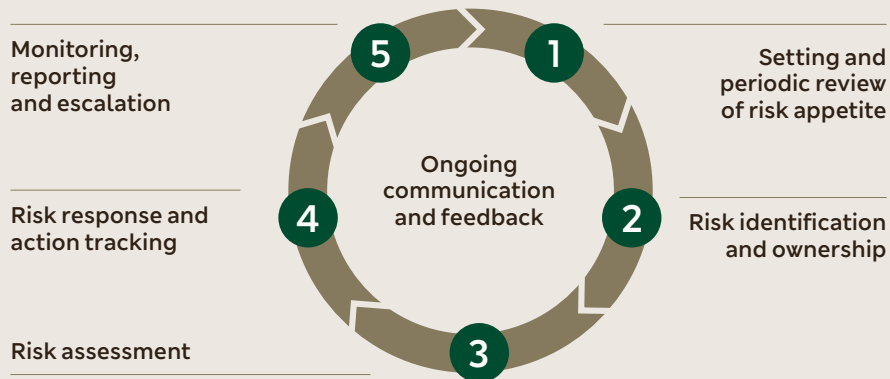 1
Setting and
periodic review
of risk appetite
2
Risk identification
and ownership
3
Risk assessment
4
Risk response and
action tracking
5
Monitoring,
reporting
and escalation
Ongoing
communication
and feedback